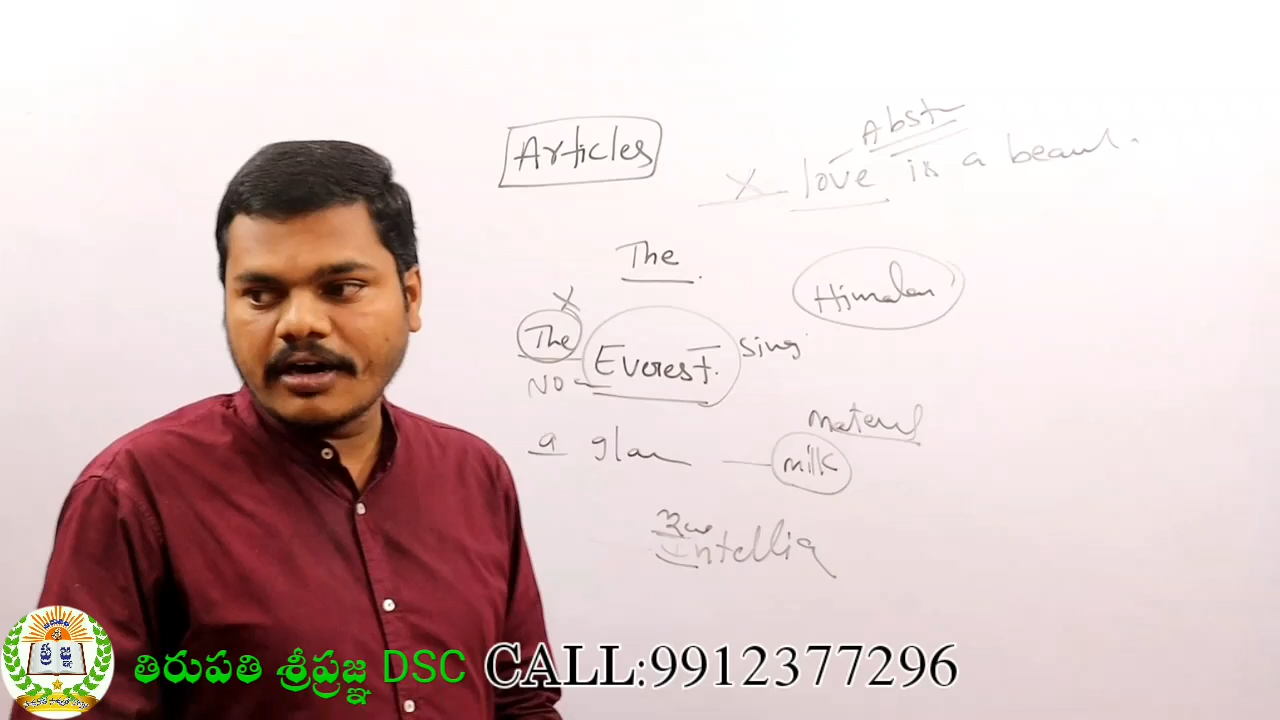 Abst
Articles
X love is a beaut.
The
Himalay
X
The Everest. sing
NO
material
a glass milk
Intellig
తిరుపతి శ్రీప్రజ్ఞ DSC CALL:9912377296